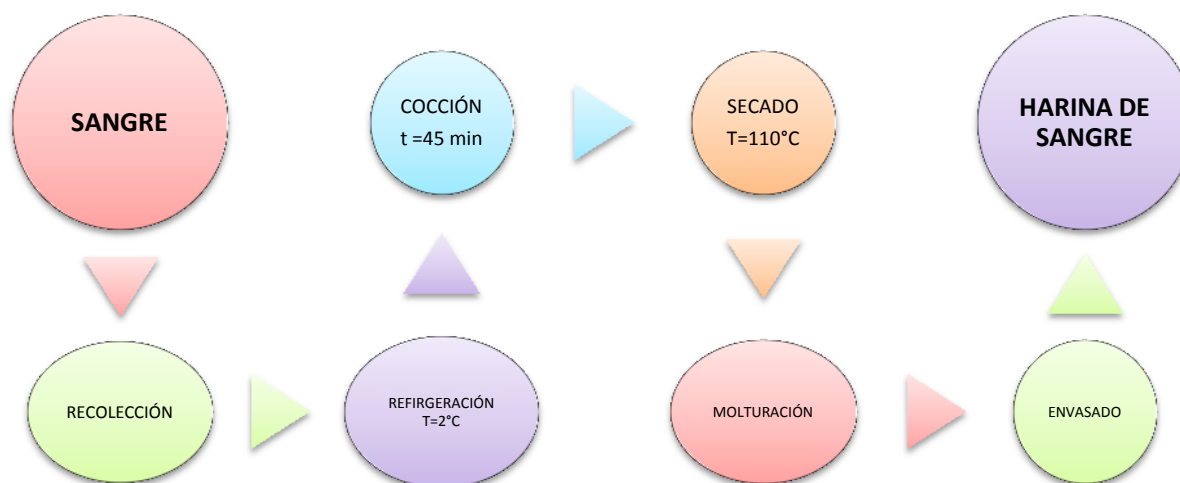 SANGRE
RECOLECCIÓN
REFIRGERACIÓN
T=2°C
COCCIÓN
t =45 min
SECADO
T=110°C
MOLTURACIÓN
ENVASADO
HARINA DE
SANGRE